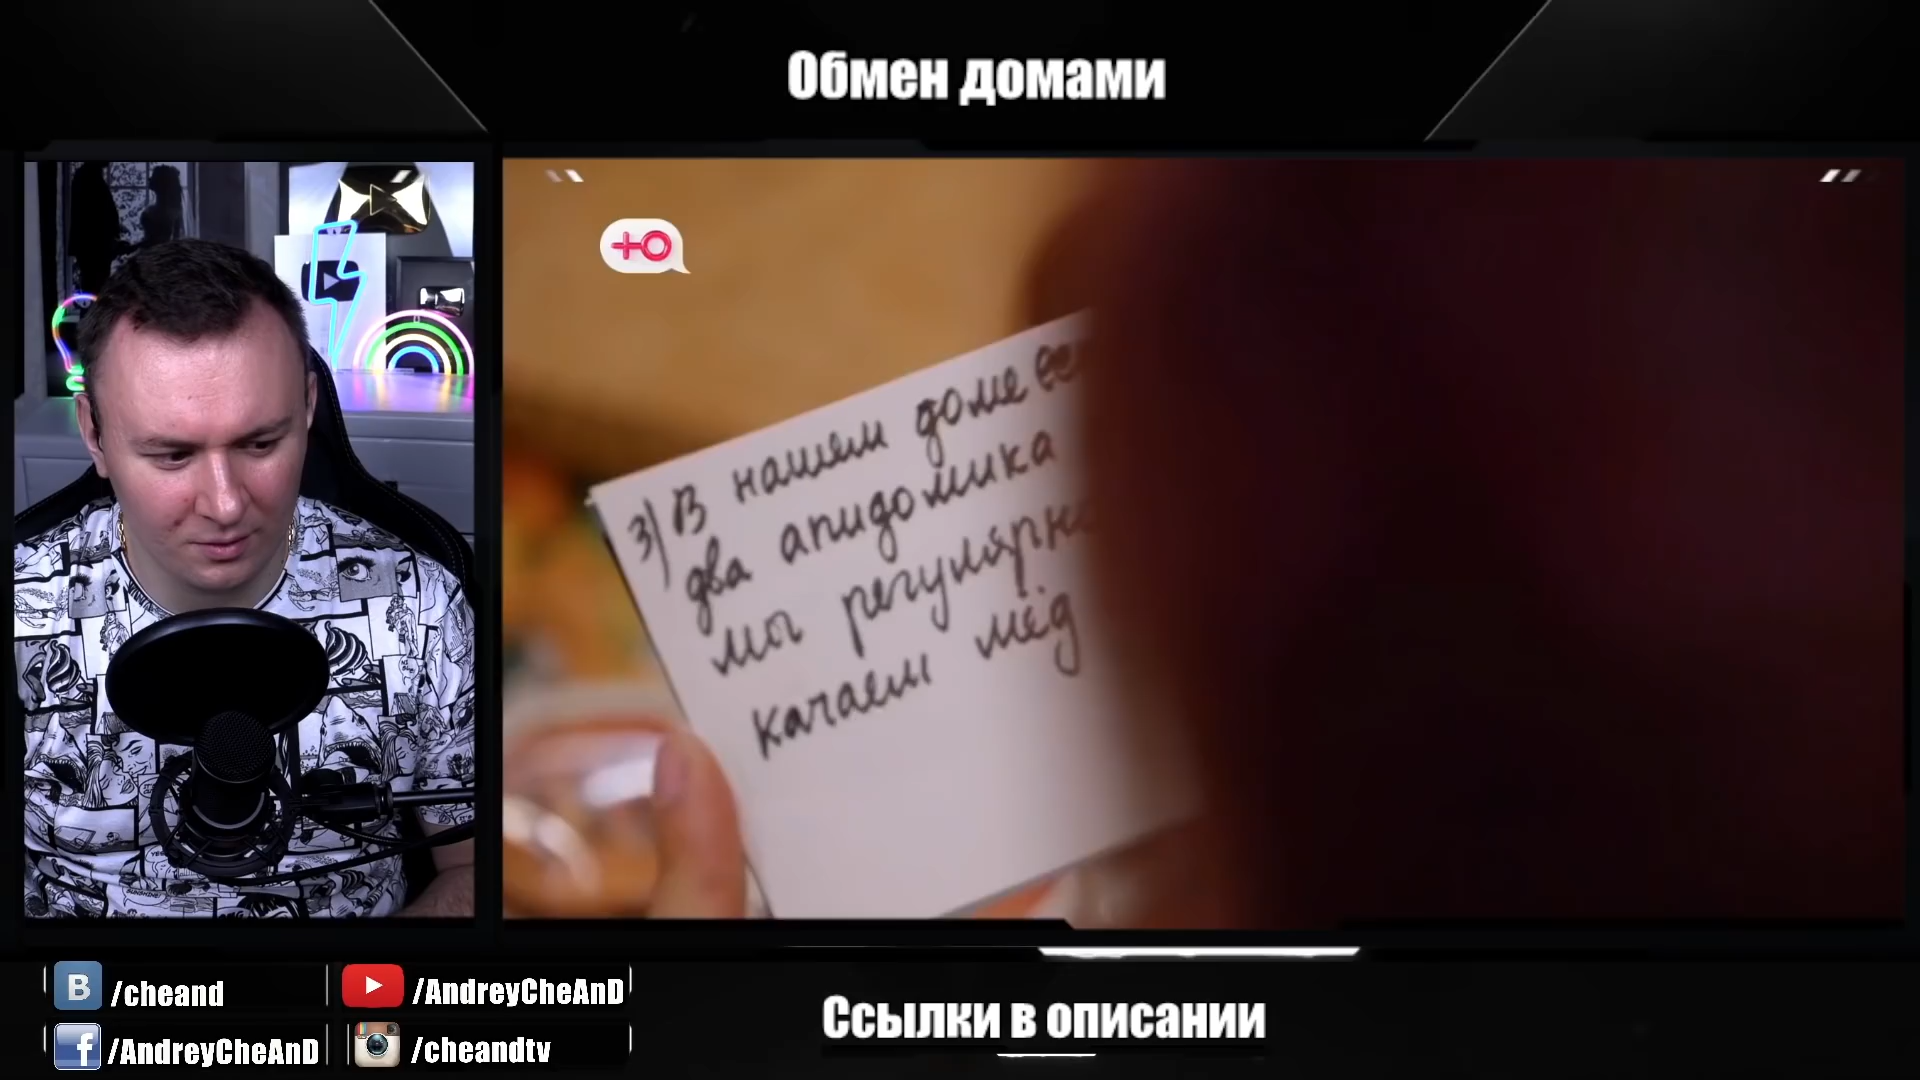 Обмен домами
Ю
3) В нашем доме
два апидомика
мы регулярно
качаем мёд
B /cheand
/AndreyCheAnD
f /AndreyCheAnD
/cheandtv
Ссылки в описании